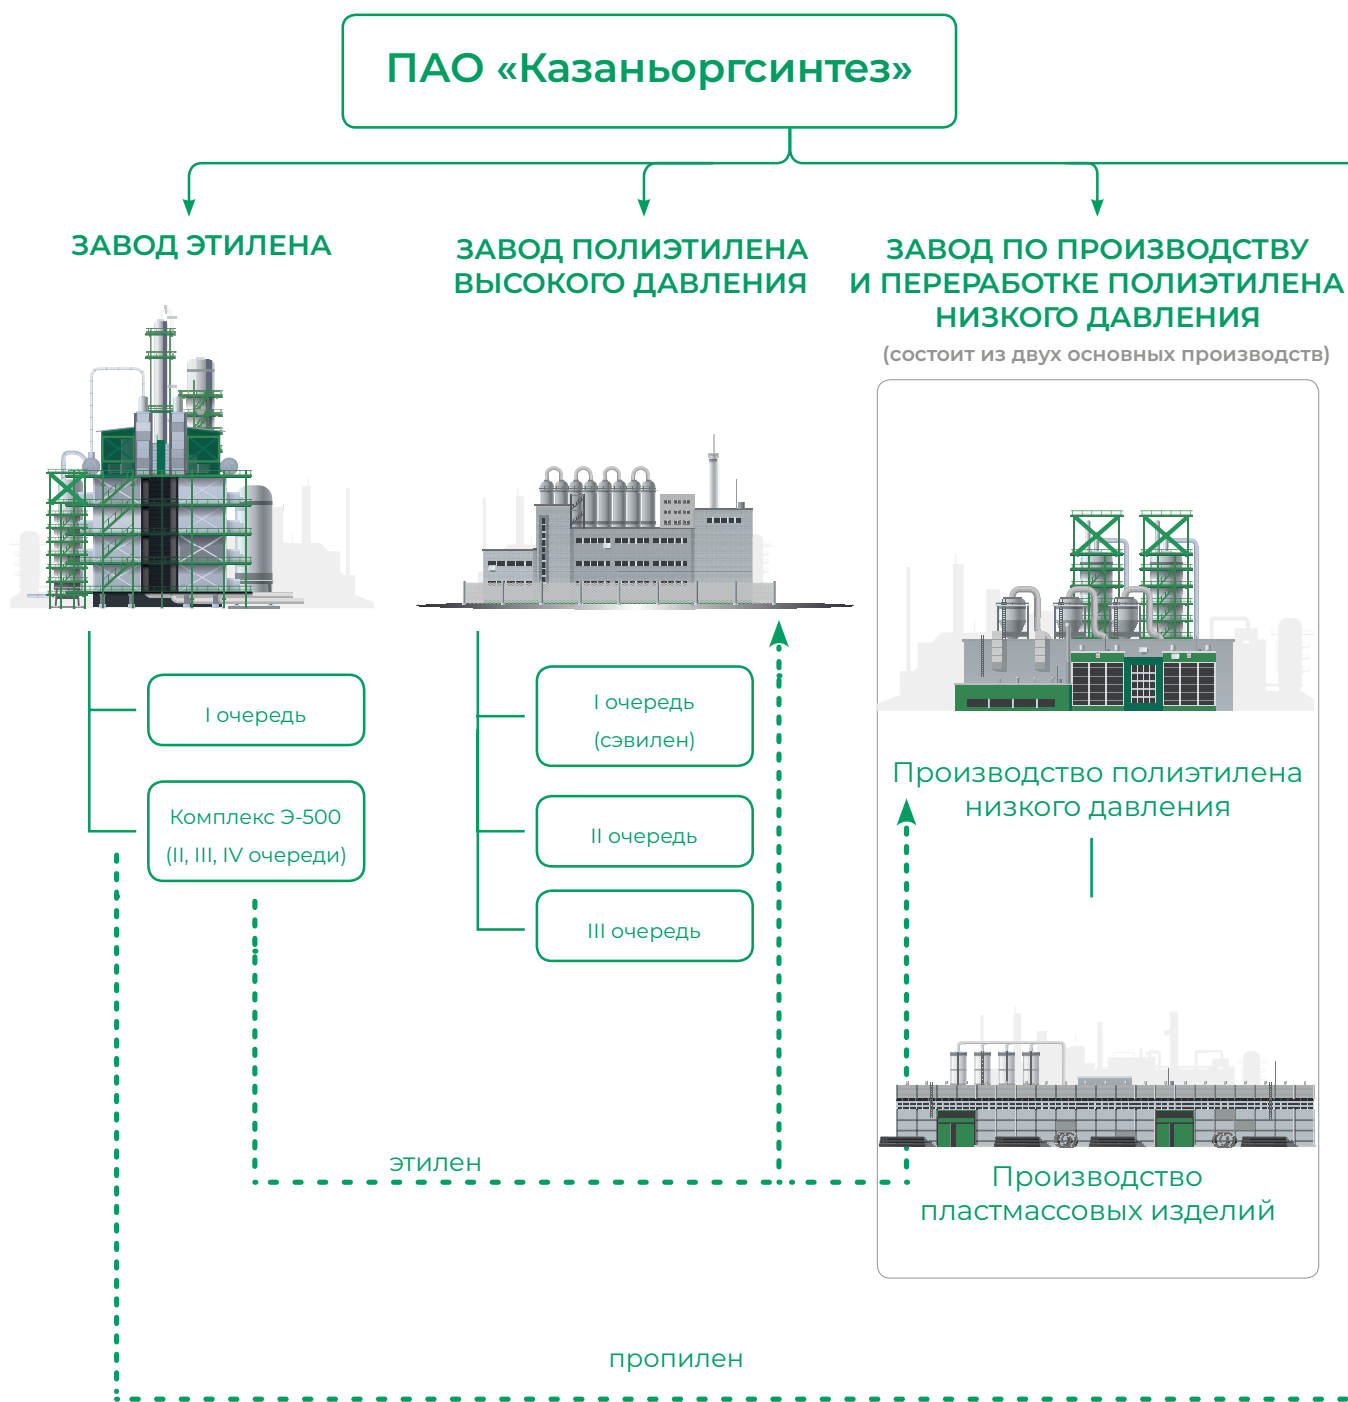 ПАО «Казаньоргсинтез»
ЗАВОД ЭТИЛЕНА
I очередь
Комплекс Э-500
(II, III, IV очереди)
ЗАВОД ПОЛИЭТИЛЕНА
ВЫСОКОГО ДАВЛЕНИЯ
I очередь
(сэвилен)
II очередь
III очередь
ЗАВОД ПО ПРОИЗВОДСТВУ
И ПЕРЕРАБОТКЕ ПОЛИЭТИЛЕНА
НИЗКОГО ДАВЛЕНИЯ
(состоит из двух основных производств)
Производство полиэтилена
низкого давления
Производство
пластмассовых изделий
этилен
пропилен